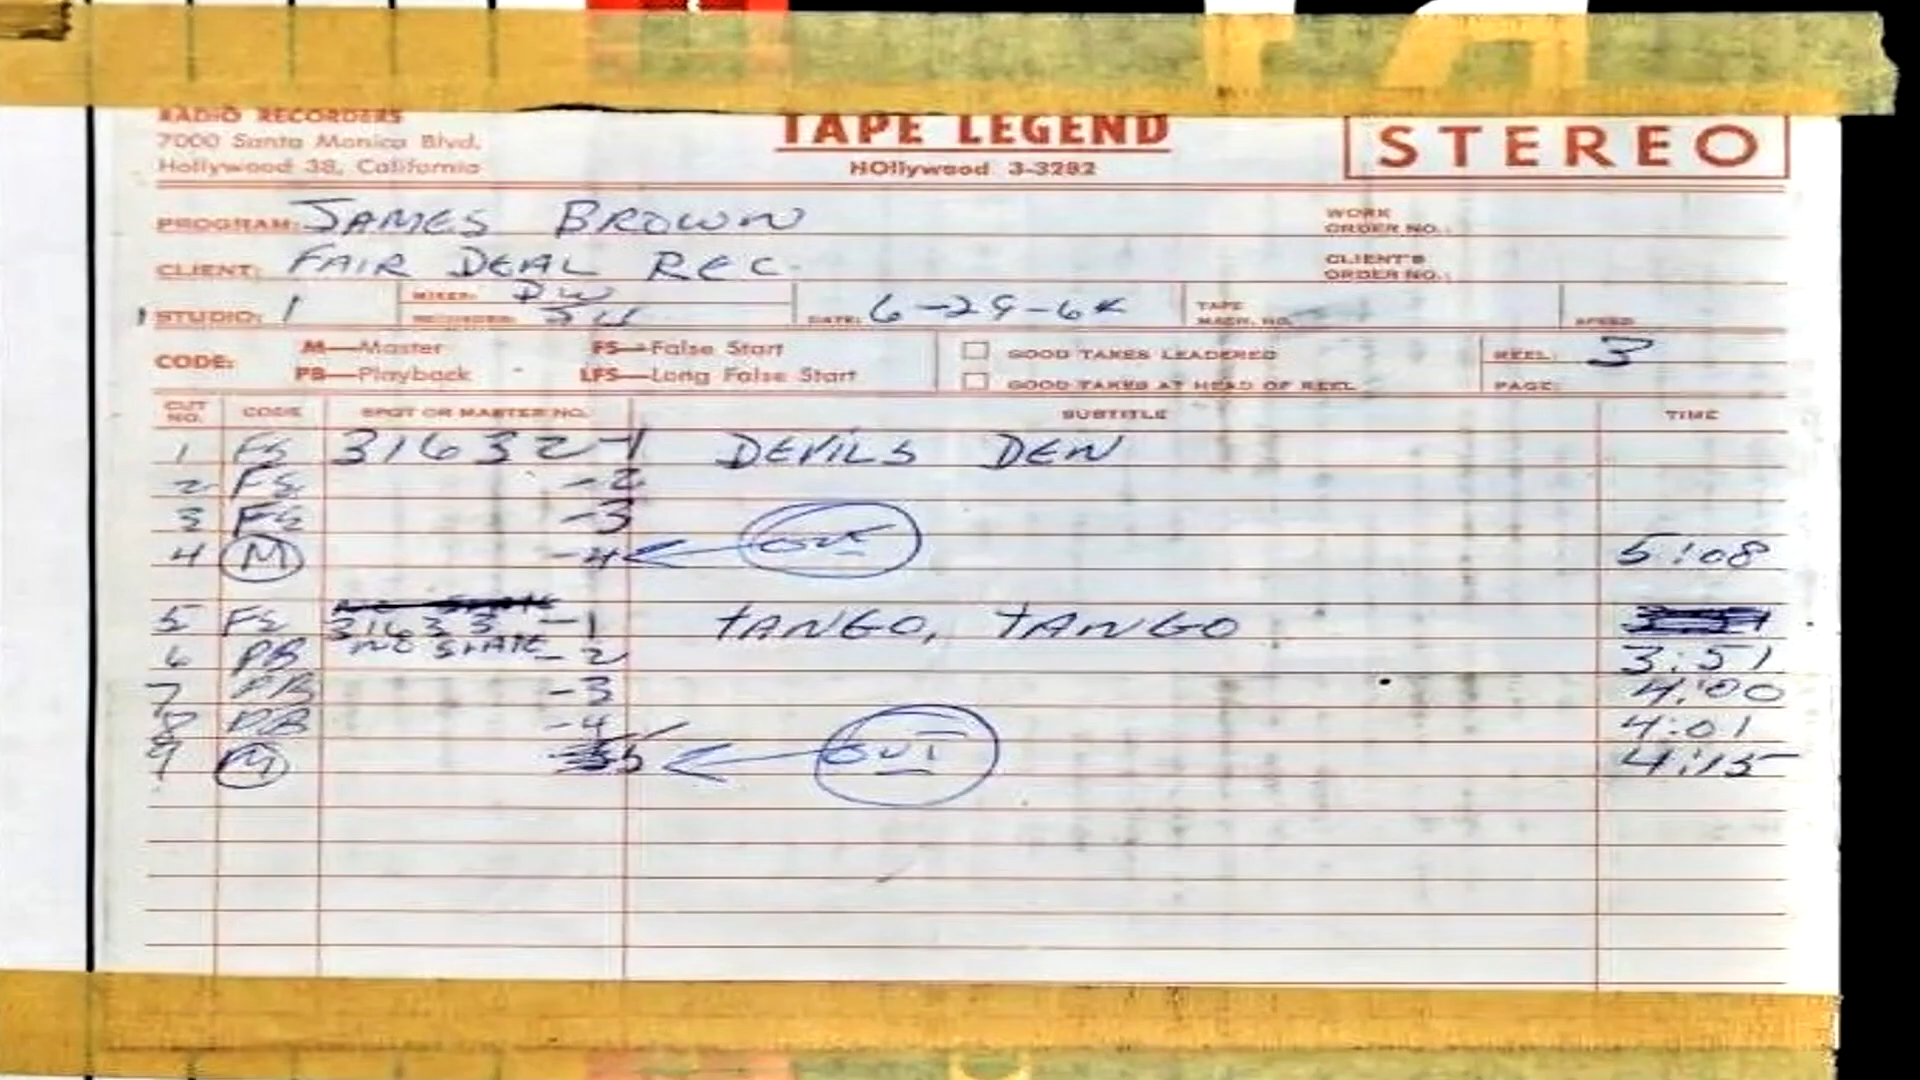 RADIO RECORDERS
7000 Santa Monica Blvd.
Hollywood 38, California
TAPE LEGEND
HOllywood 3-3282
STEREO
PROGRAM: JAMES BROWN
WORK ORDER NO.:
CLIENT: FAIR DEAL REC.
CLIENT'S ORDER NO.:
STUDIO: 1
MIXER: DW
RECORDER:
DATE: 6-29-64
TAPE MACH. NO.
SPEED
CODE:
M—Master
PB—Playback
FS—False Start
LFS—Long False Start
GOOD TAKES LEADERED
GOOD TAKES AT HEAD OF REEL
REEL: 3
PAGE:
CUT NO. CODE SPOT OR MASTER NO. SUBTITLE TIME
1 FS 31632-1 DEVILS DEN
2 FS -2
3 FS -3
4 M -4 OUT 5:08
5 FS 31633-1 TANGO, TANGO
NO SLATE
6 PB -2 3:51
7 PB -3 4:00
8 PB -4 4:01
9 M 5 OUT 4:15